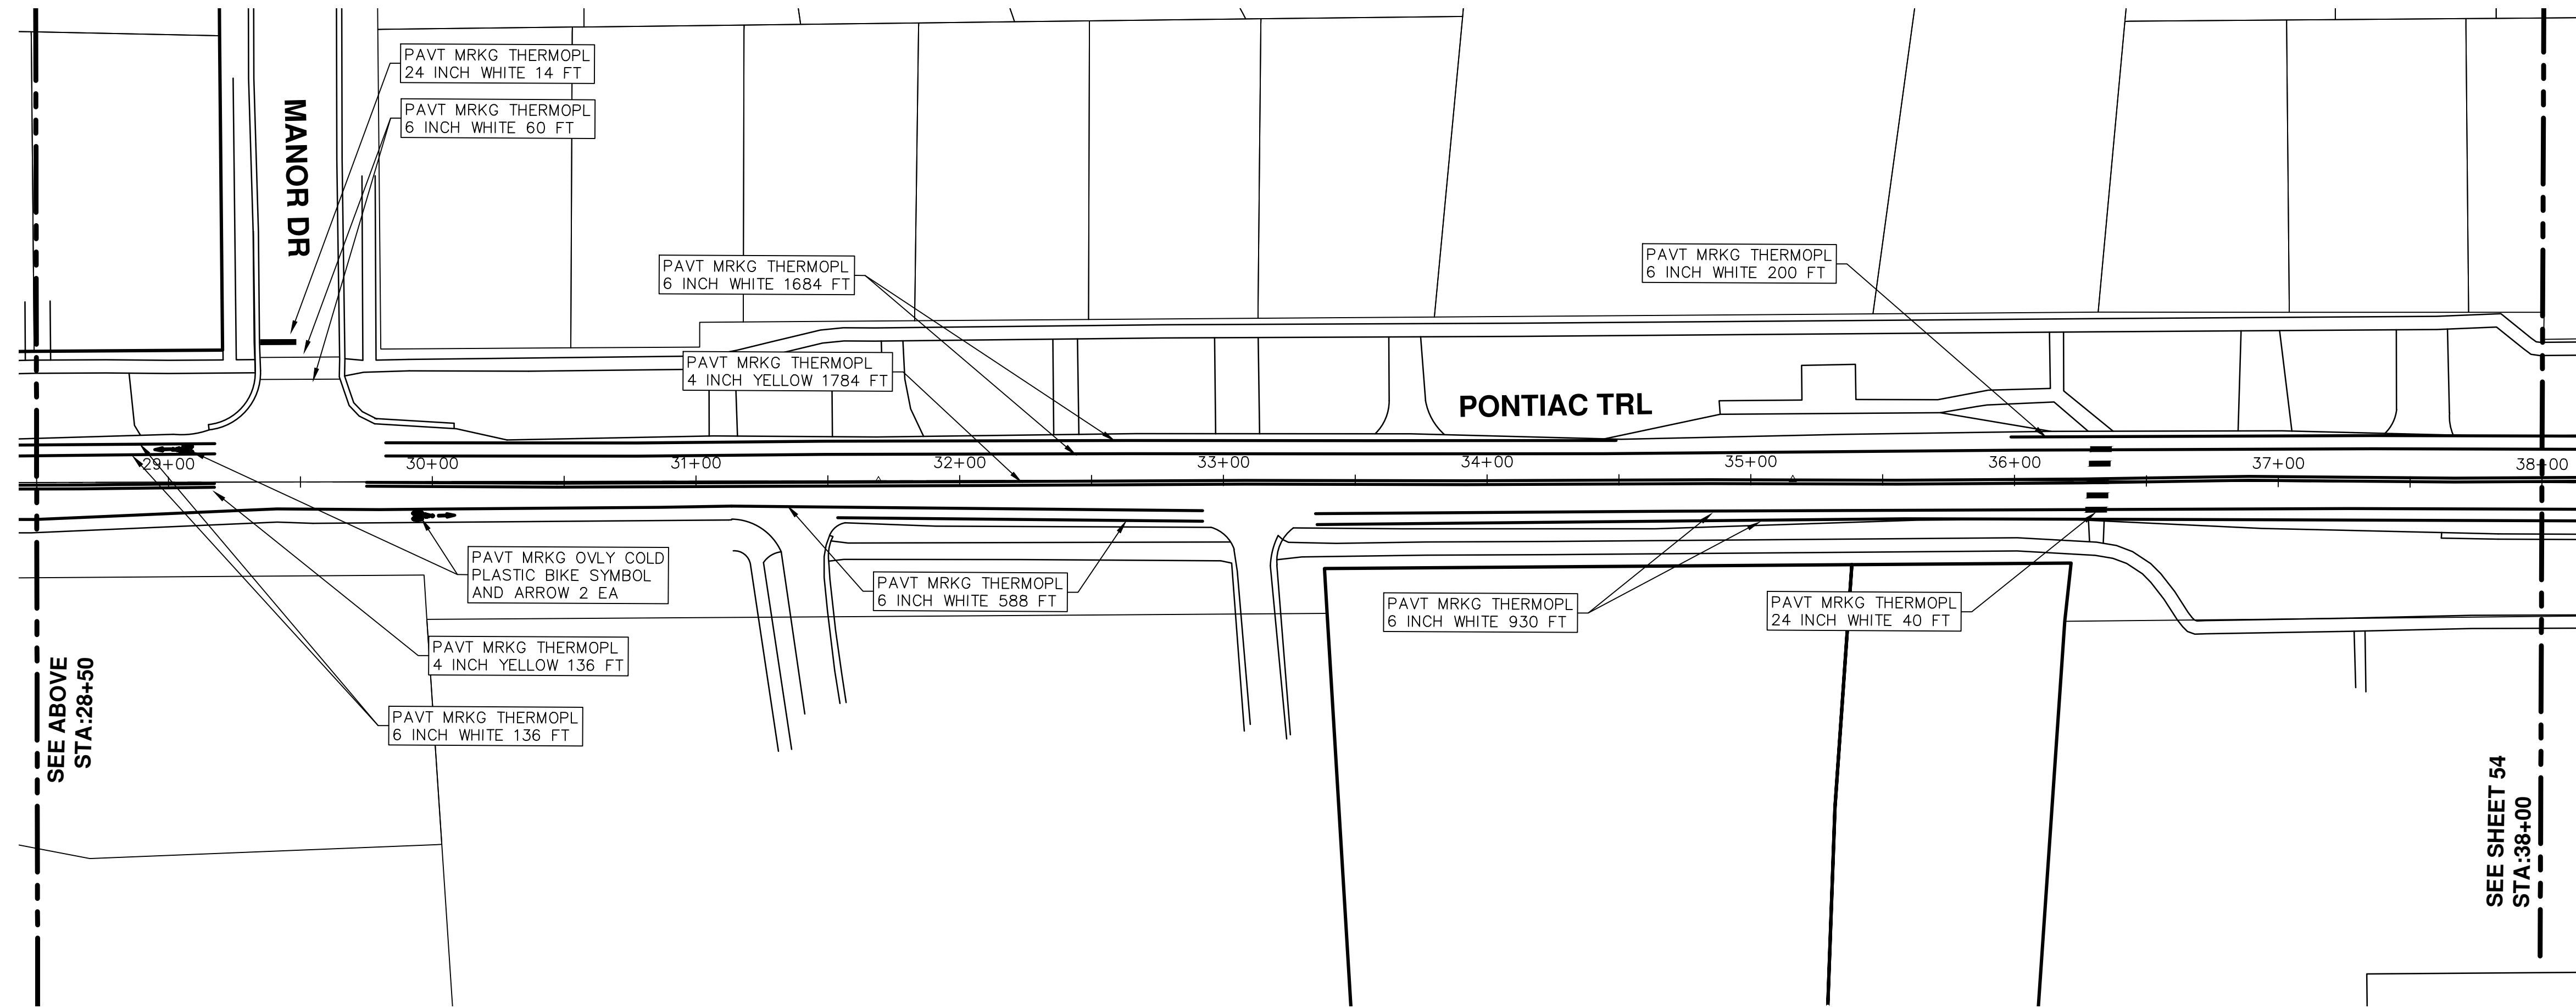 PAVT MRKG THERMOPL
24 INCH WHITE 14 FT
PAVT MRKG THERMOPL
6 INCH WHITE 60 FT
MANOR DR
PAVT MRKG THERMOPL
6 INCH WHITE 1684 FT
PAVT MRKG THERMOPL
6 INCH WHITE 200 FT
PAVT MRKG THERMOPL
4 INCH YELLOW 1784 FT
PONTIAC TRL
29+00
30+00
31+00
32+00
33+00
34+00
35+00
36+00
37+00
38+00
PAVT MRKG OVLY COLD
PLASTIC BIKE SYMBOL
AND ARROW 2 EA
PAVT MRKG THERMOPL
6 INCH WHITE 588 FT
PAVT MRKG THERMOPL
6 INCH WHITE 930 FT
PAVT MRKG THERMOPL
24 INCH WHITE 40 FT
PAVT MRKG THERMOPL
4 INCH YELLOW 136 FT
PAVT MRKG THERMOPL
6 INCH WHITE 136 FT
SEE ABOVE
STA:28+50
SEE SHEET 54
STA:38+00